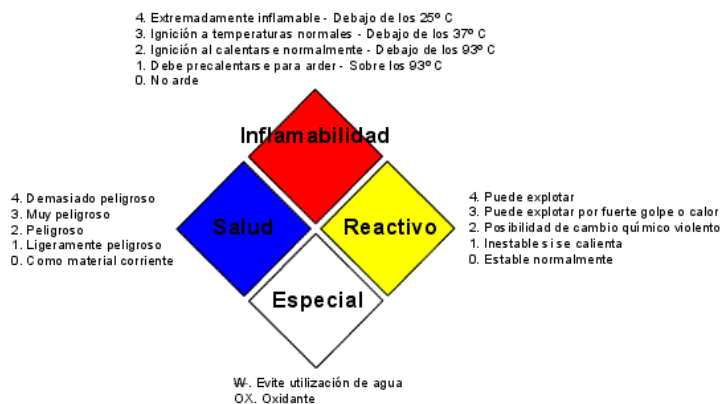 4. Extremadamente inflamable - Debajo de los 25º C
3. Ignición a temperaturas normales - Debajo de los 37º C
2. Ignición al calentarse normalmente - Debajo de los 93º C
1. Debe precalentarse para arder - Sobre los 93º C
0. No arde
Inflamabilidad
4. Demasiado peligroso
3. Muy peligroso
2. Peligroso
1. Ligeramente peligroso
0. Como material corriente
Salud
Reactivo
4. Puede explotar
3. Puede explotar por fuerte golpe o calor
2. Posibilidad de cambio químico violento
1. Inestable si se calienta
0. Estable normalmente
Especial
W. Evite utilización de agua
OX. Oxidante